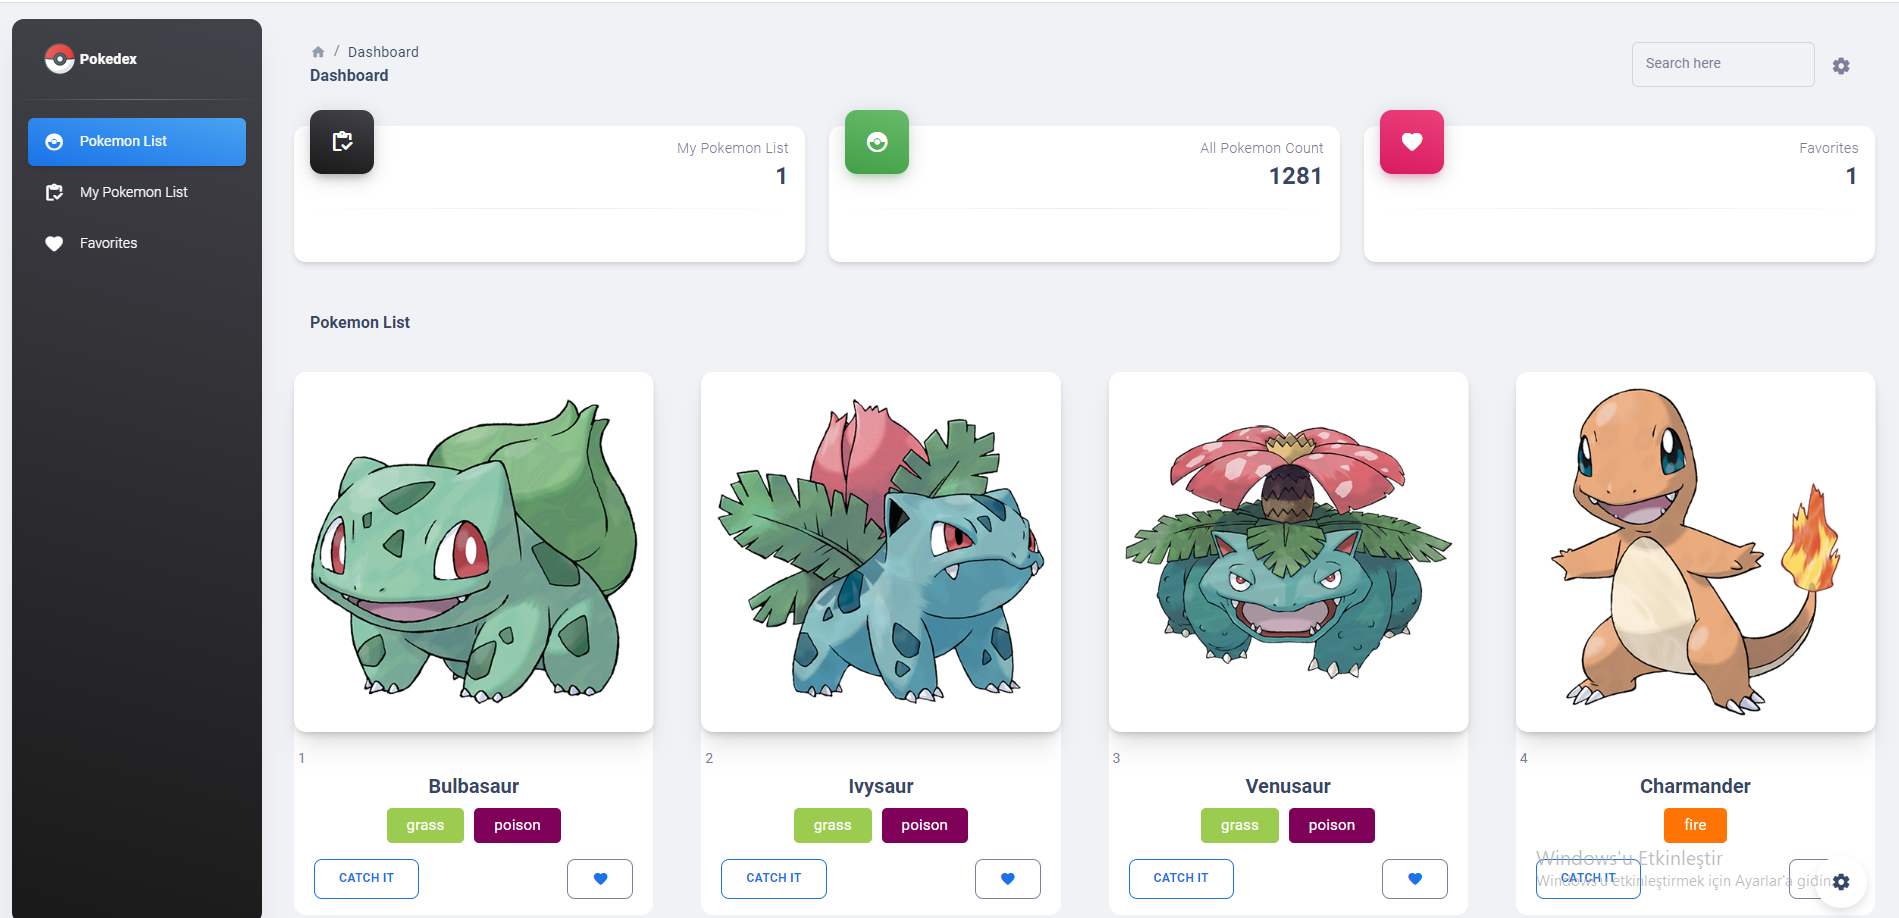 Pokedex
Pokemon List
My Pokemon List
Favorites
/ Dashboard
Dashboard
Search here
My Pokemon List
1
All Pokemon Count
1281
Favorites
1
Pokemon List
1
Bulbasaur
grass poison
CATCH IT
2
Ivysaur
grass poison
CATCH IT
3
Venusaur
grass poison
CATCH IT
4
Charmander
fire
CATCH IT
Windows'u Etkinleştir
Windows'u etkinleştirmek için Ayarlar'a gidin